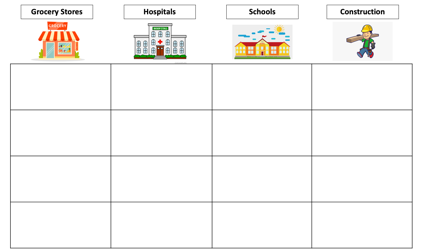 Grocery Stores
Hospitals
Schools
Construction